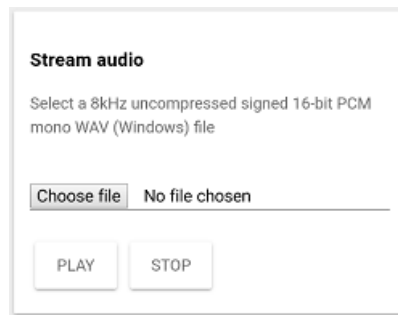 Stream audio
Select a 8kHz uncompressed signed 16-bit PCM
mono WAV (Windows) file
Choose file No file chosen
PLAY STOP